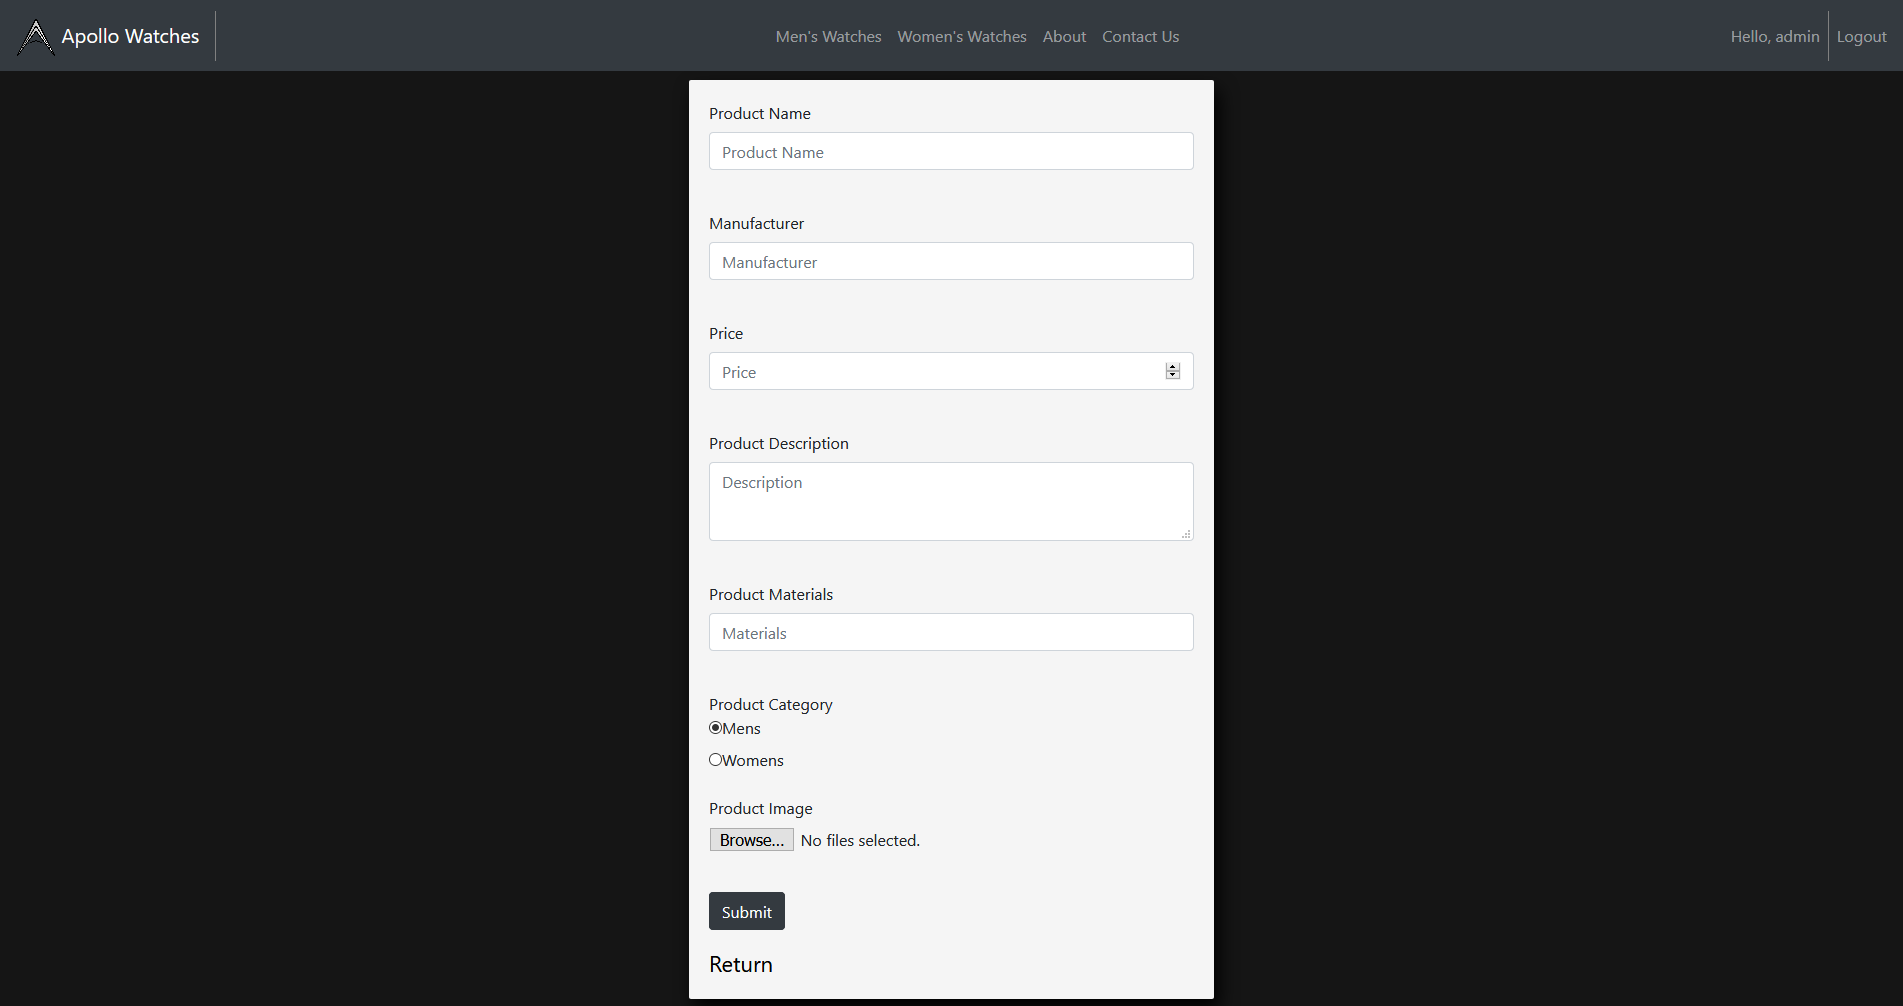 Apollo Watches
Men's Watches Women's Watches About Contact Us
Hello, admin Logout
Product Name
Product Name
Manufacturer
Manufacturer
Price
Price
Product Description
Description
Product Materials
Materials
Product Category
Mens
Womens
Product Image
Browse... No files selected.
Submit
Return